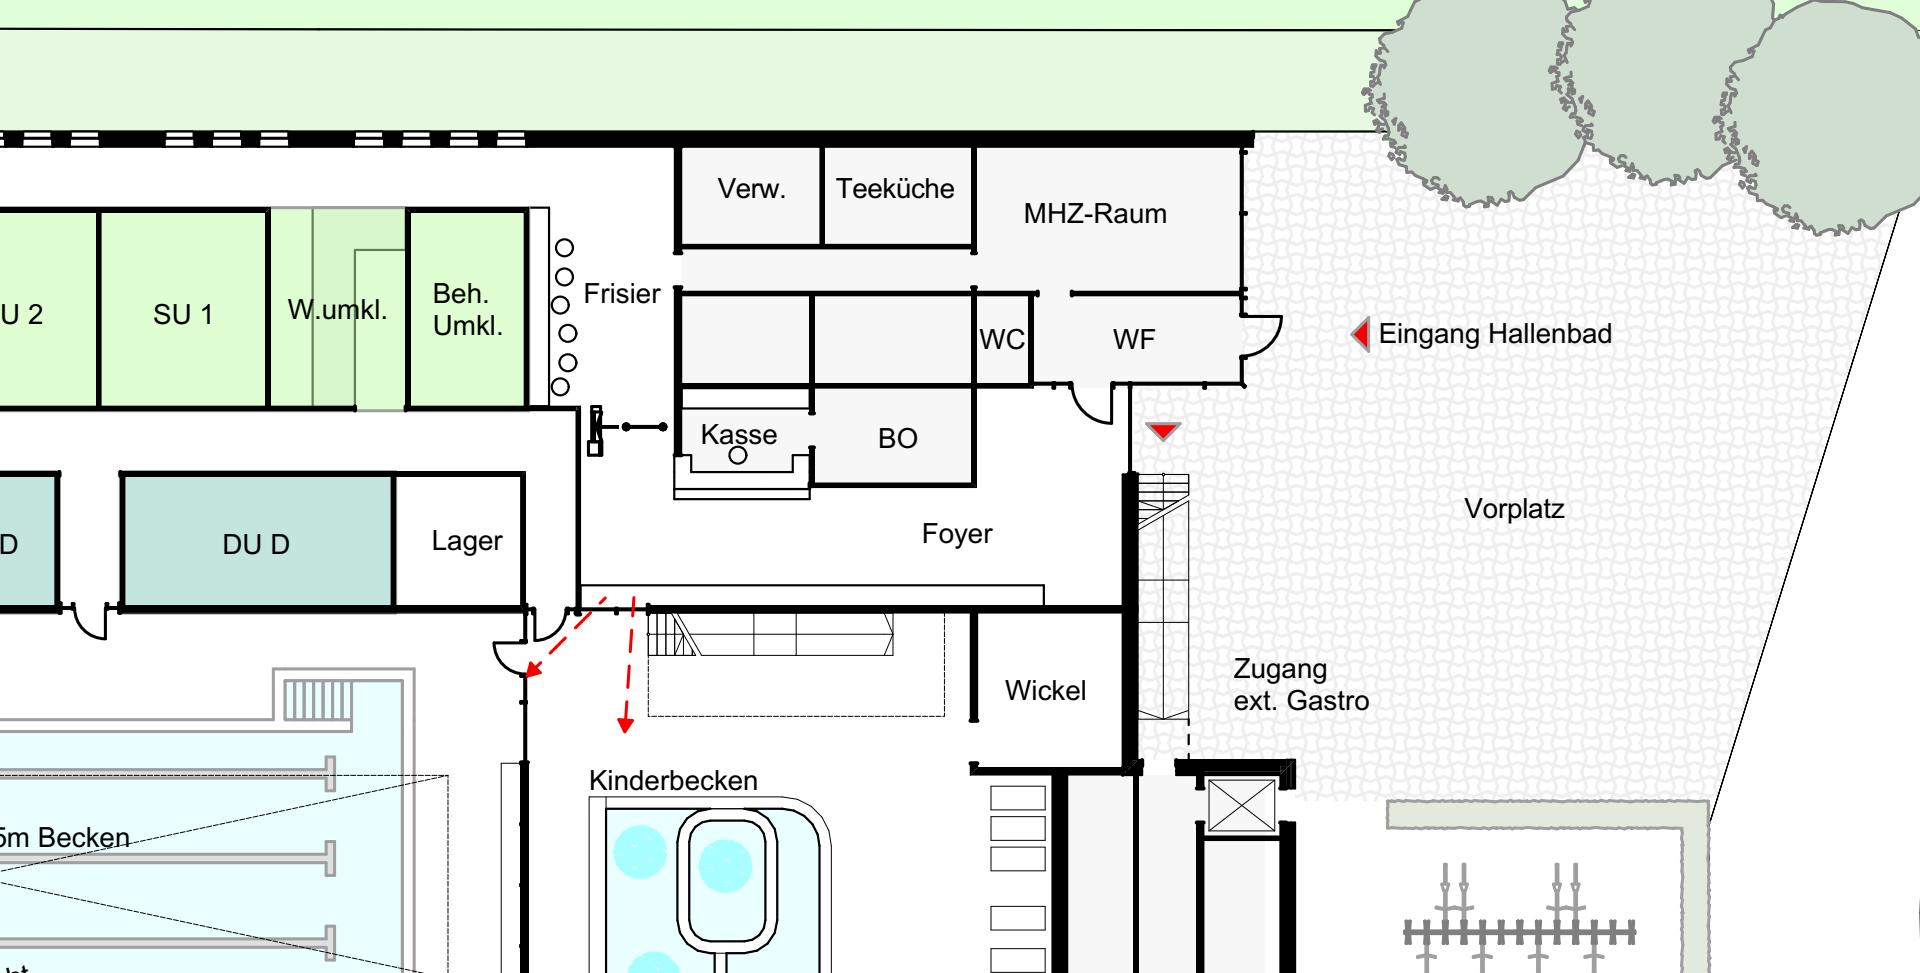 Verw.
Teeküche
MHZ-Raum
U 2
SU 1
W.umkl.
Beh.
Umkl.
Frisier
WC
WF
Eingang Hallenbad
Kasse
BO
Vorplatz
D
DU D
Lager
Foyer
Zugang
ext. Gastro
Wickel
Kinderbecken
5m Becken